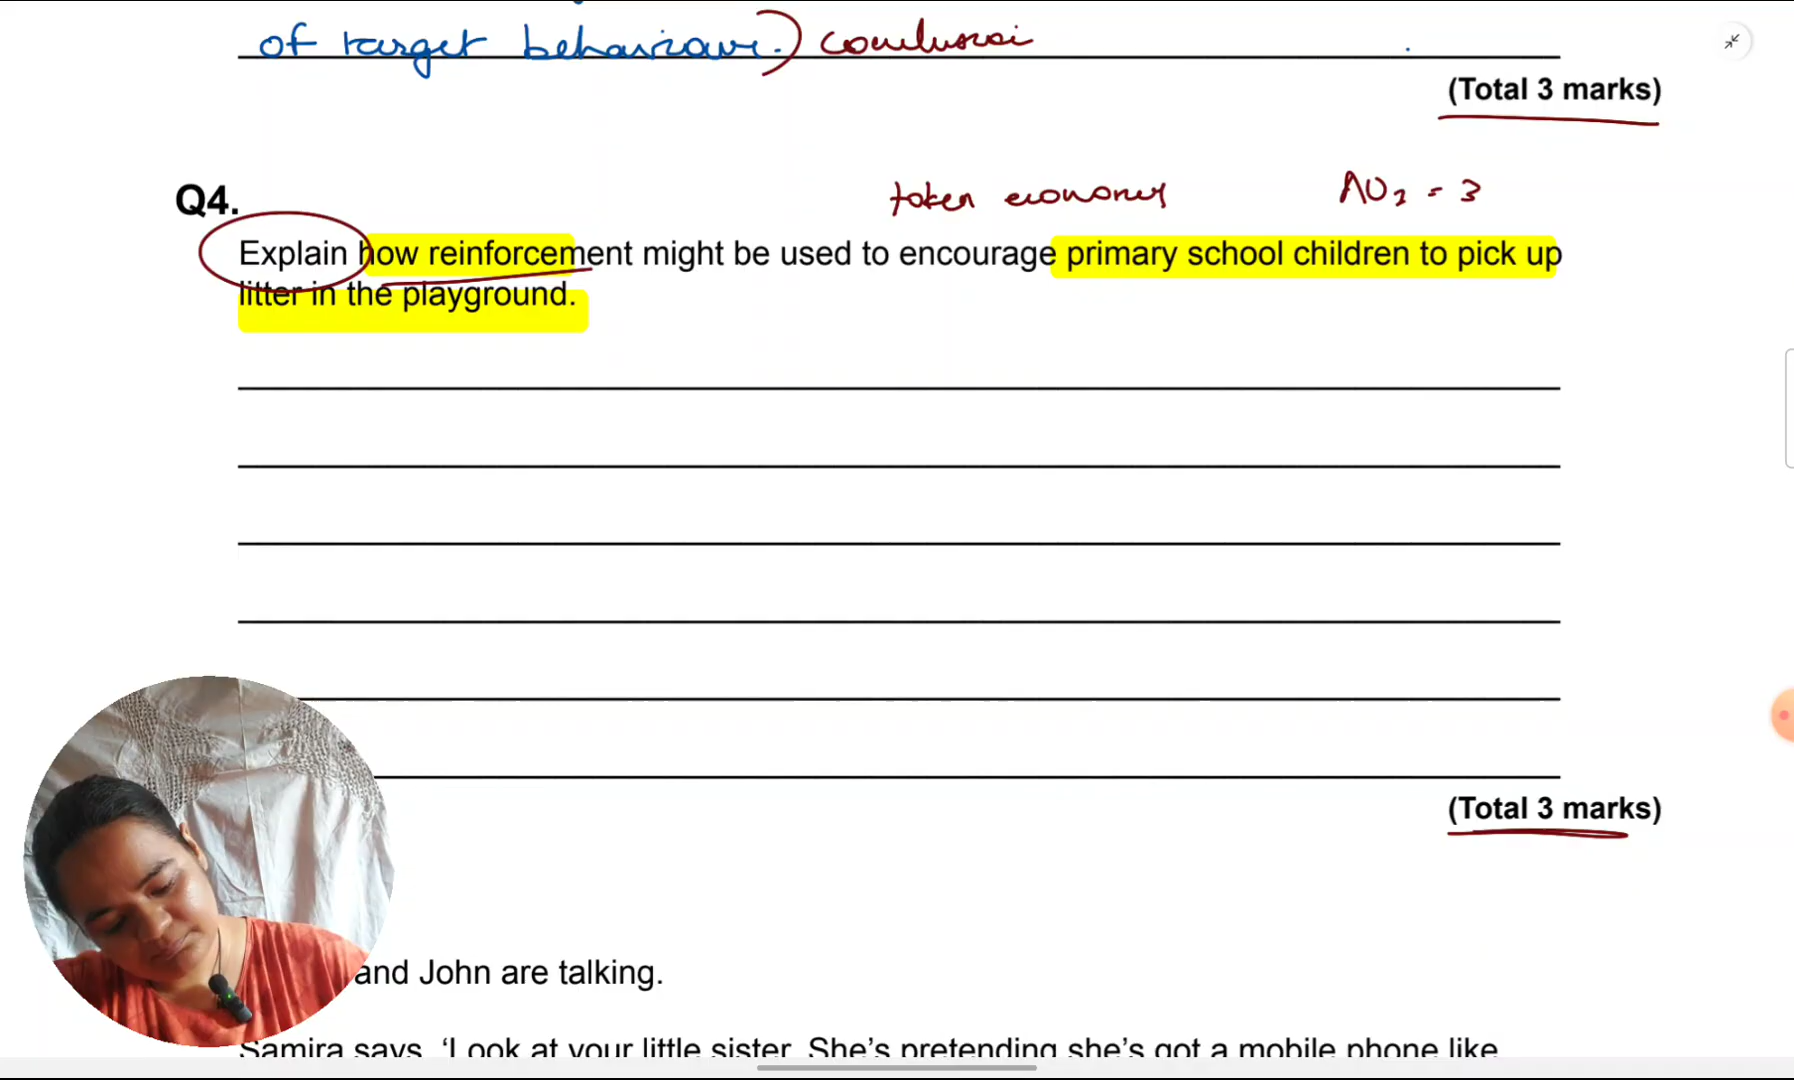 of target behaviour.) conclusion
(Total 3 marks)
Q4.
token economy AO2 = 3
Explain how reinforcement might be used to encourage primary school children to pick up
litter in the playground.
(Total 3 marks)
and John are talking.
Samira says, ‘Look at your little sister. She’s pretending she’s got a mobile phone like